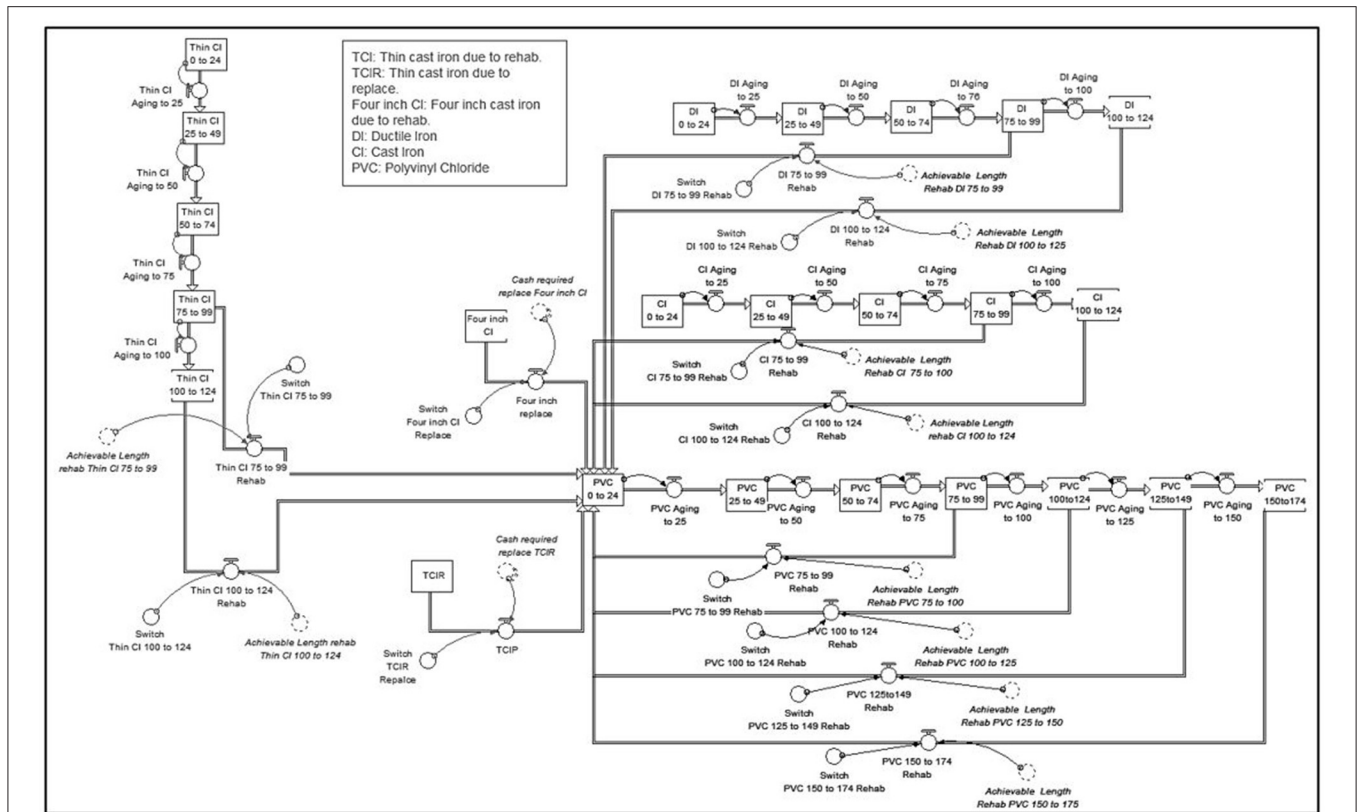 Thin CI
0 to 24
Thin CI
Aging to 25
Thin CI
25 to 49
Thin CI
Aging to 50
Thin CI
50 to 74
Thin CI
Aging to 75
Thin CI
75 to 99
Thin CI
Aging to 100
Thin CI
100 to 124
Switch
Thin CI 75 to 99
Achievable Length
rehab Thin CI 75 to 99
Thin CI 75 to 99
Rehab
Thin CI 100 to 124
Rehab
Switch
Thin CI 100 to 124
Achievable Length rehab
Thin CI 100 to 124
TCI: Thin cast iron due to rehab.
TCIR: Thin cast iron due to
replace.
Four inch CI: Four inch cast iron
due to rehab.
DI: Ductile Iron
CI: Cast Iron
PVC: Polyvinyl Chloride
Cash required
replace Four inch CI
Four inch
CI
Switch
Four inch CI
Replace
Four inch
replace
Cash required
replace TCIR
TCIR
Switch
TCIR
Repalce
TCIP
DI Aging
to 25
DI Aging
to 50
DI Aging
to 76
DI Aging
to 100
DI
0 to 24
DI
25 to 49
DI
50 to 74
DI
75 to 99
DI
100 to 124
Switch
DI 75 to 99 Rehab
DI 75 to 99
Rehab
Achievable Length
Rehab DI 75 to 99
Switch
DI 100 to 124 Rehab
DI 100 to 124
Rehab
Achievable Length
Rehab DI 100 to 125
CI Aging
to 25
CI Aging
to 50
CI Aging
to 75
CI Aging
to 100
CI
0 to 24
CI
25 to 49
CI
50 to 74
CI
75 to 99
CI
100 to 124
Switch
CI 75 to 99 Rehab
CI 75 to 99
Rehab
Achievable Length
Rehab CI 75 to 100
Switch
CI 100 to 124 Rehab
CI 100 to 124
Rehab
Achievable Length
rehab CI 100 to 124
PVC
0 to 24
PVC
25 to 49
PVC
50 to 74
PVC
75 to 99
PVC
100to124
PVC
125to149
PVC
150to174
PVC Aging
to 25
PVC Aging
to 50
PVC Aging
to 75
PVC Aging
to 100
PVC Aging
to 125
PVC Aging
to 150
Switch
PVC 75 to 99 Rehab
PVC 75 to 99
Rehab
Achievable Length
Rehab PVC 75 to 100
Switch
PVC 100 to 124 Rehab
PVC 100 to 124
Rehab
Achievable Length
Rehab PVC 100 to 125
Switch
PVC 125 to 149 Rehab
PVC 125to149
Rehab
Achievable Length
Rehab PVC 125 to 150
Switch
PVC 150 to 174 Rehab
PVC 150 to 174
Rehab
Achievable Length
Rehab PVC 150 to 175